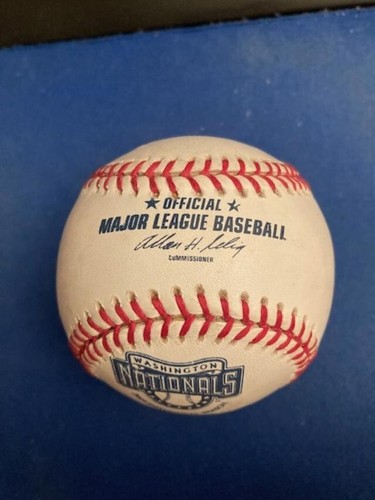 ★ OFFICIAL ★
MAJOR LEAGUE BASEBALL
Allan H. Selig
COMMISSIONER
WASHINGTON
NATIONALS